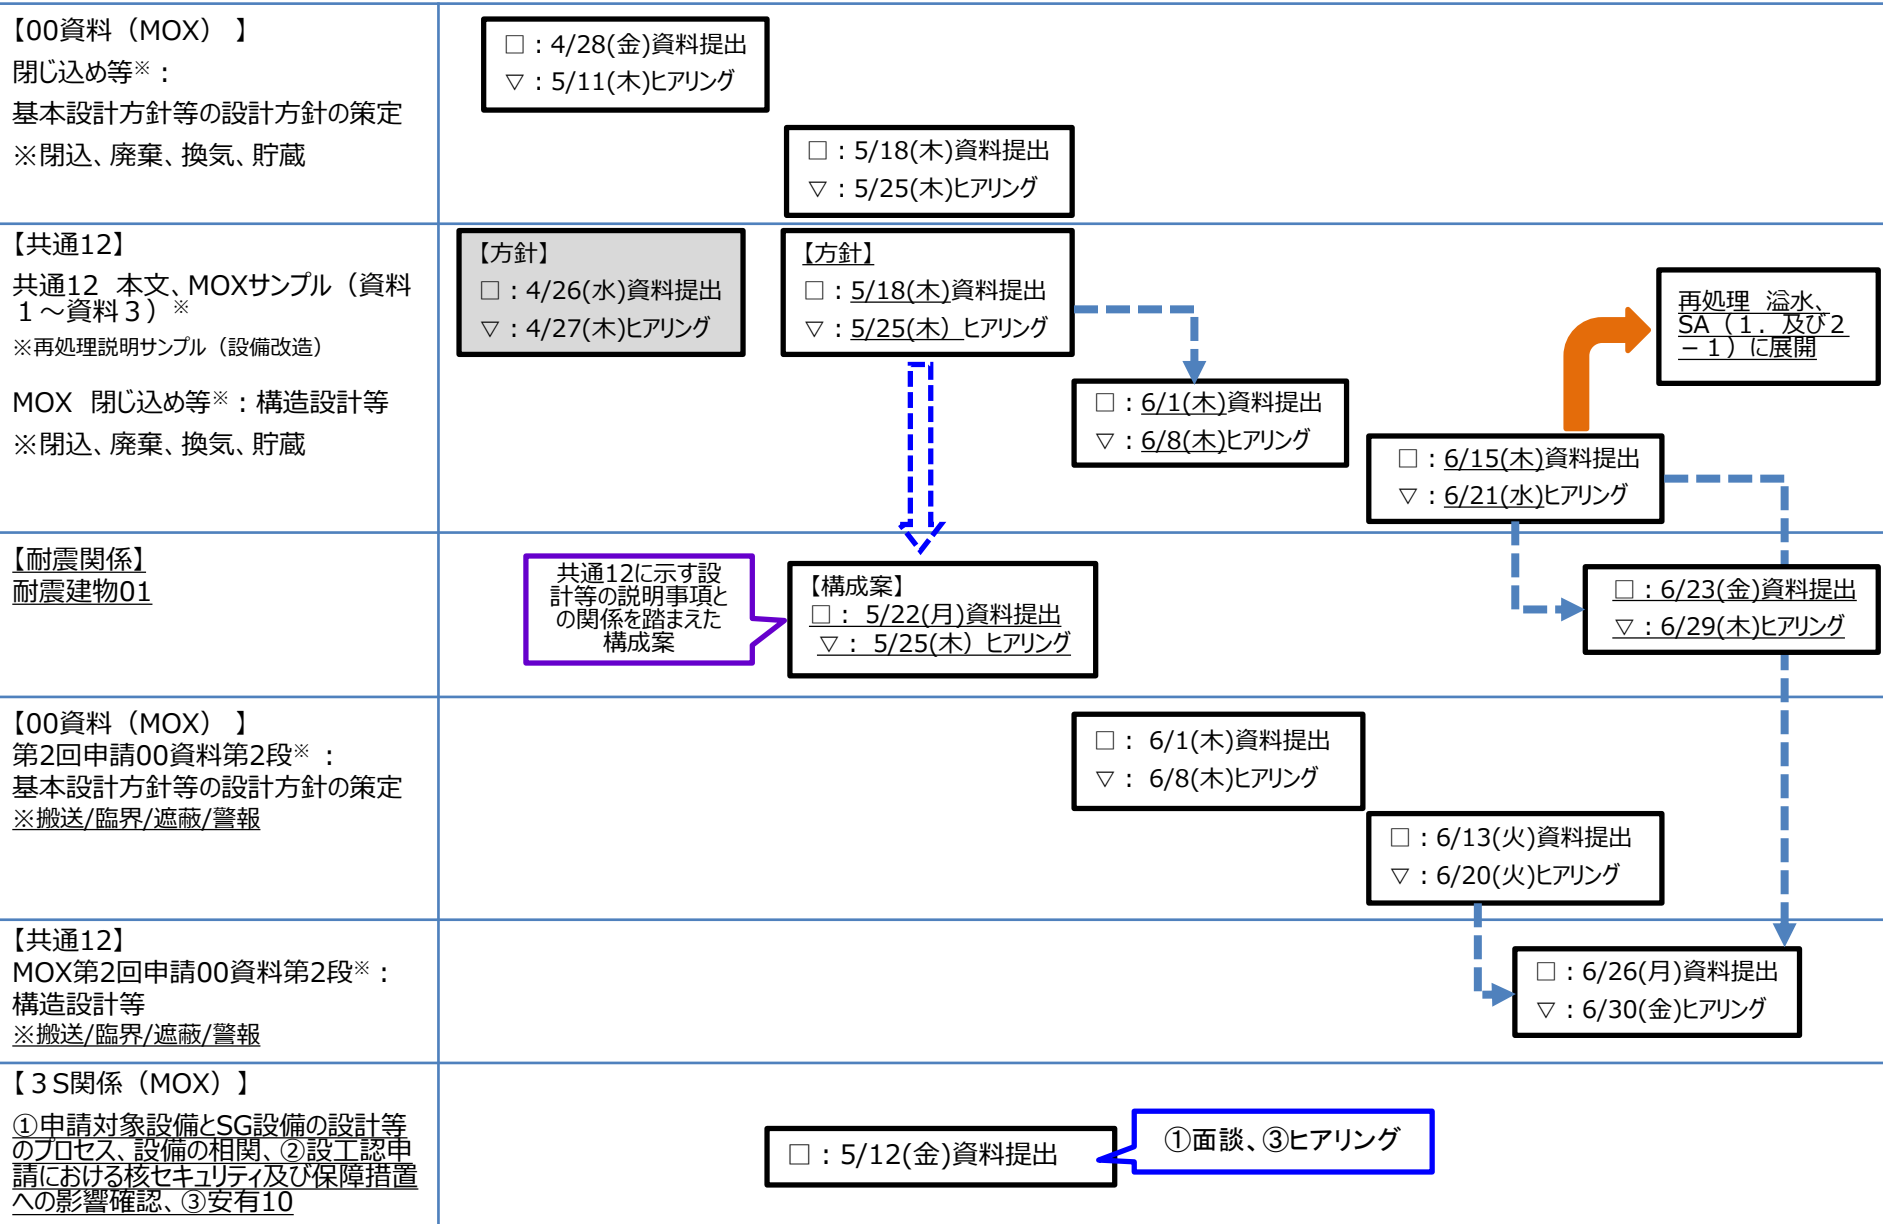 【00資料（MOX） 】
閉じ込め等※：
基本設計方針等の設計方針の策定
※閉込、廃棄、換気、貯蔵
□：4/28(金)資料提出
▽：5/11(木)ヒアリング
□：5/18(木)資料提出
▽：5/25(木)ヒアリング
【共通12】
共通12 本文、MOXサンプル（資料
１～資料３）※
※再処理説明サンプル（設備改造）
MOX 閉じ込め等※：構造設計等
※閉込、廃棄、換気、貯蔵
【方針】
□：4/26(水)資料提出
▽：4/27(木)ヒアリング
【方針】
□：5/18(木)資料提出
▽：5/25(木）ヒアリング
□：6/1(木)資料提出
▽：6/8(木)ヒアリング
□：6/15(木)資料提出
▽：6/21(水)ヒアリング
再処理 溢水、
SA（１．及び２
－１）に展開
【耐震関係】
耐震建物01
共通12に示す設
計等の説明事項と
の関係を踏まえた
構成案
【構成案】
□： 5/22(月)資料提出
▽： 5/25(木）ヒアリング
□：6/23(金)資料提出
▽：6/29(木)ヒアリング
【00資料（MOX） 】
第2回申請00資料第2段※：
基本設計方針等の設計方針の策定
※搬送/臨界/遮蔽/警報
□： 6/1(木)資料提出
▽： 6/8(木)ヒアリング
□：6/13(火)資料提出
▽：6/20(火)ヒアリング
【共通12】
MOX第2回申請00資料第2段※：
構造設計等
※搬送/臨界/遮蔽/警報
□：6/26(月)資料提出
▽：6/30(金)ヒアリング
【３S関係（MOX）】
①申請対象設備とSG設備の設計等
のプロセス、設備の相関、②設工認申
請における核セキュリティ及び保障措置
への影響確認、③安有10
□：5/12(金)資料提出
①面談、③ヒアリング